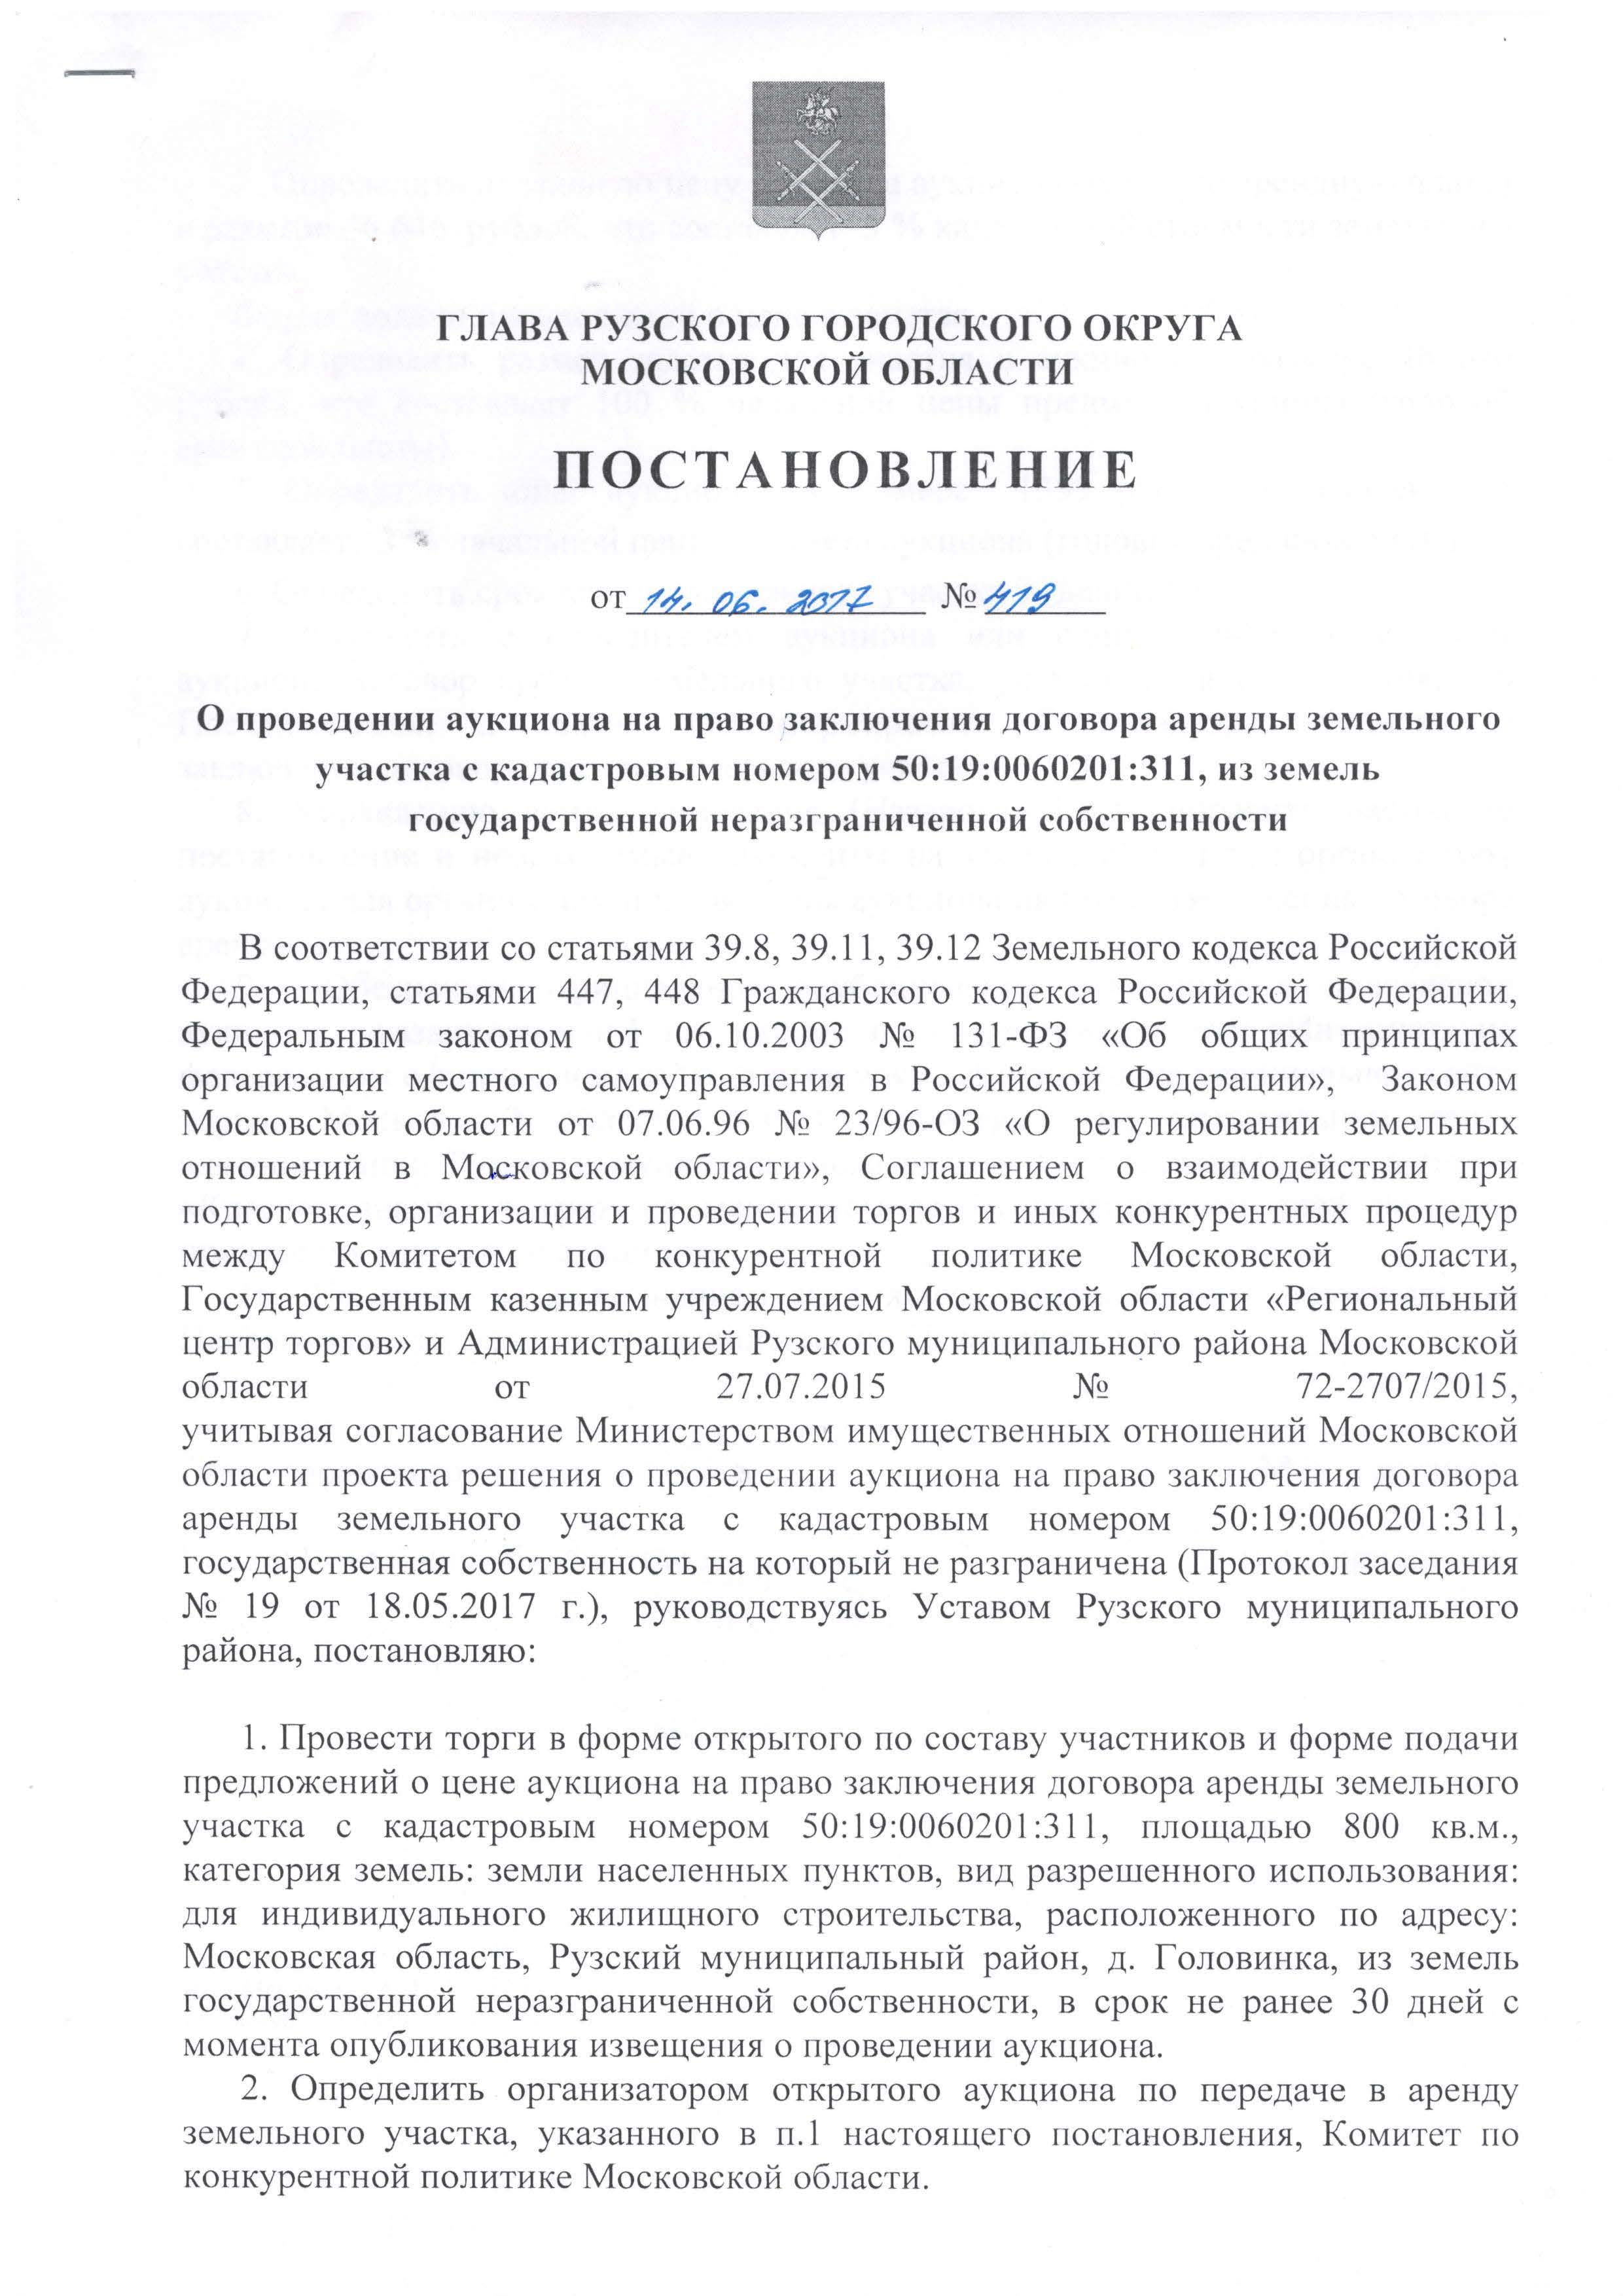 ГЛАВА РУЗСКОГО ГОРОДСКОГО ОКРУГА
МОСКОВСКОЙ ОБЛАСТИ
ПОСТАНОВЛЕНИЕ
от 14.06.2017 № 419
О проведении аукциона на право заключения договора аренды земельного
участка с кадастровым номером 50:19:0060201:311, из земель
государственной неразграниченной собственности
В соответствии со статьями 39.8, 39.11, 39.12 Земельного кодекса Российской
Федерации, статьями 447, 448 Гражданского кодекса Российской Федерации,
Федеральным законом от 06.10.2003 № 131-ФЗ «Об общих принципах
организации местного самоуправления в Российской Федерации», Законом
Московской области от 07.06.96 № 23/96-ОЗ «О регулировании земельных
отношений в Московской области», Соглашением о взаимодействии при
подготовке, организации и проведении торгов и иных конкурентных процедур
между Комитетом по конкурентной политике Московской области,
Государственным казенным учреждением Московской области «Региональный
центр торгов» и Администрацией Рузского муниципального района Московской
области от 27.07.2015 № 72-2707/2015,
учитывая согласование Министерством имущественных отношений Московской
области проекта решения о проведении аукциона на право заключения договора
аренды земельного участка с кадастровым номером 50:19:0060201:311,
государственная собственность на который не разграничена (Протокол заседания
№ 19 от 18.05.2017 г.), руководствуясь Уставом Рузского муниципального
района, постановляю:
1. Провести торги в форме открытого по составу участников и форме подачи
предложений о цене аукциона на право заключения договора аренды земельного
участка с кадастровым номером 50:19:0060201:311, площадью 800 кв.м.,
категория земель: земли населенных пунктов, вид разрешенного использования:
для индивидуального жилищного строительства, расположенного по адресу:
Московская область, Рузский муниципальный район, д. Головинка, из земель
государственной неразграниченной собственности, в срок не ранее 30 дней с
момента опубликования извещения о проведении аукциона.
2. Определить организатором открытого аукциона по передаче в аренду
земельного участка, указанного в п.1 настоящего постановления, Комитет по
конкурентной политике Московской области.